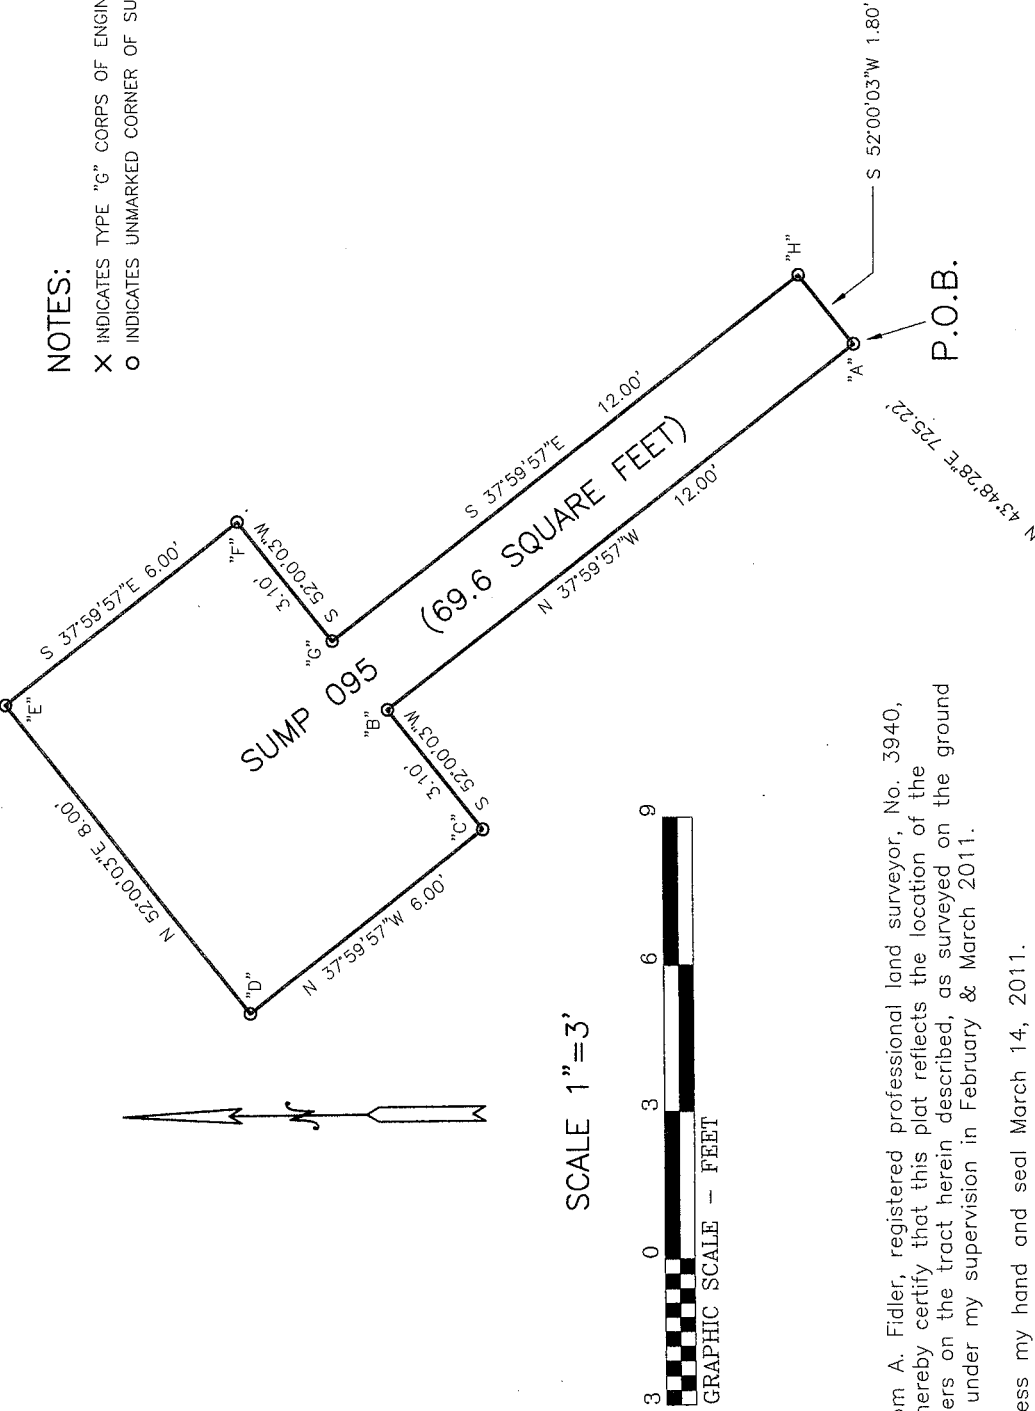 NOTES:
X INDICATES TYPE "G" CORPS OF ENGIN
O INDICATES UNMARKED CORNER OF SU
"E"
S 37°59'57"E 6.00'
"F"
3.10'
S 52°00'03"W
"G"
N 52°00'03"E 8.00'
"D"
N 37°59'57"W 6.00'
"C"
3.10'
S 52°00'03"W
"B"
SUMP 095 (69.6 SQUARE FEET)
S 37°59'57"E 12.00'
N 37°59'57"W 12.00'
"H"
"A"
S 52°00'03"W 1.80'
P.O.B.
N 43°48'28"E 725.22'
SCALE 1"=3'
3 0 3 6 9
GRAPHIC SCALE - FEET
om A. Fidler, registered professional land surveyor, No. 3940,
hereby certify that this plat reflects the location of the
ers on the tract herein described, as surveyed on the ground
under my supervision in February & March 2011.
ess my hand and seal March 14, 2011.